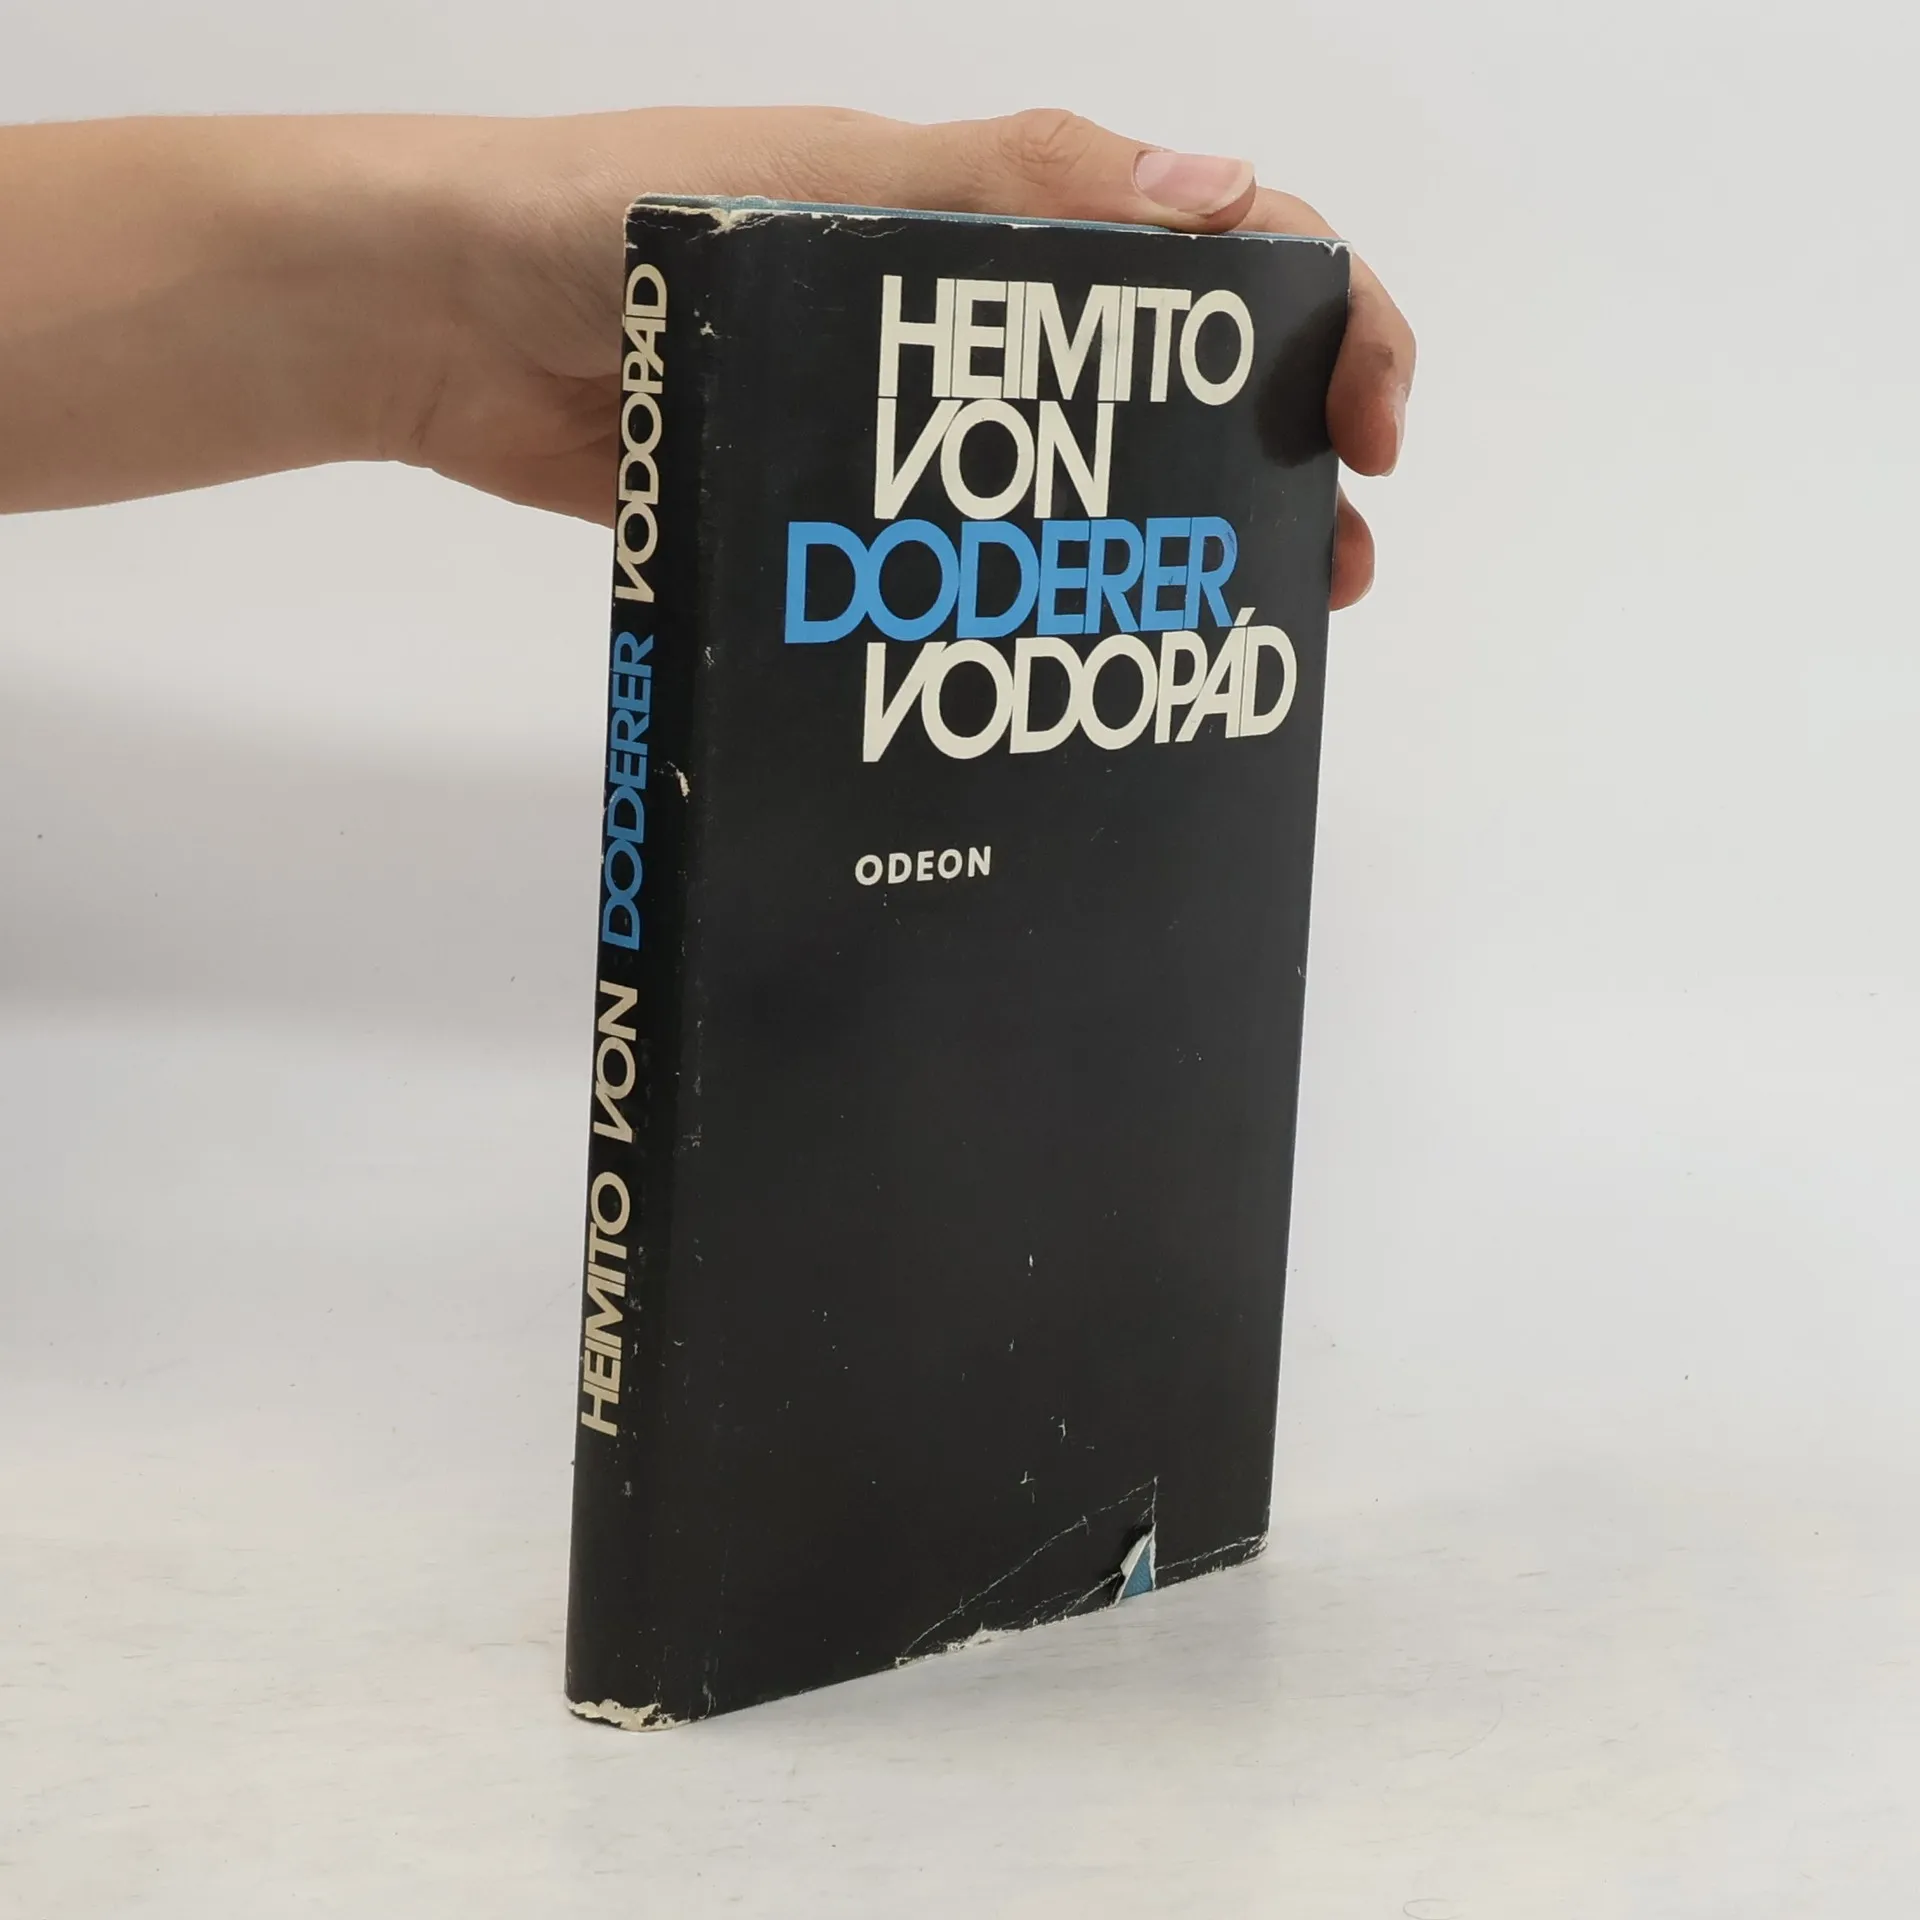 HEIMITO
VON
DODERER
VODOPÁD
ODEON
HEIMITO VON DODERER VODOPÁD